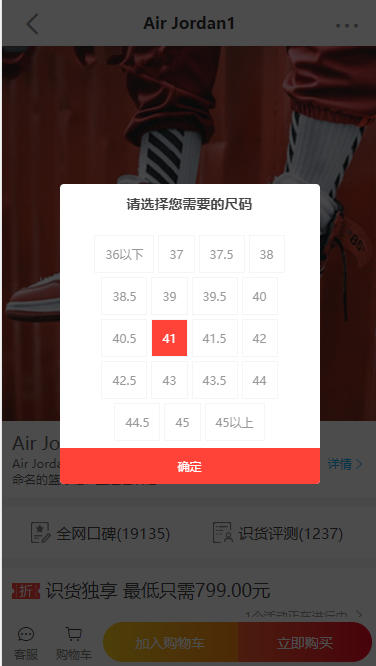 Air Jordan1
请选择您需要的尺码
36以下 37 37.5 38
38.5 39 39.5 40
40.5 41 41.5 42
42.5 43 43.5 44
44.5 45 45以上
确定
Air Jo
Air Jorda
详情
命名的
全网口碑(19135) 识货评测(1237)
折 识货独享 最低只需799.00元
1个活动正在进行中
客服 购物车 加入购物车 立即购买